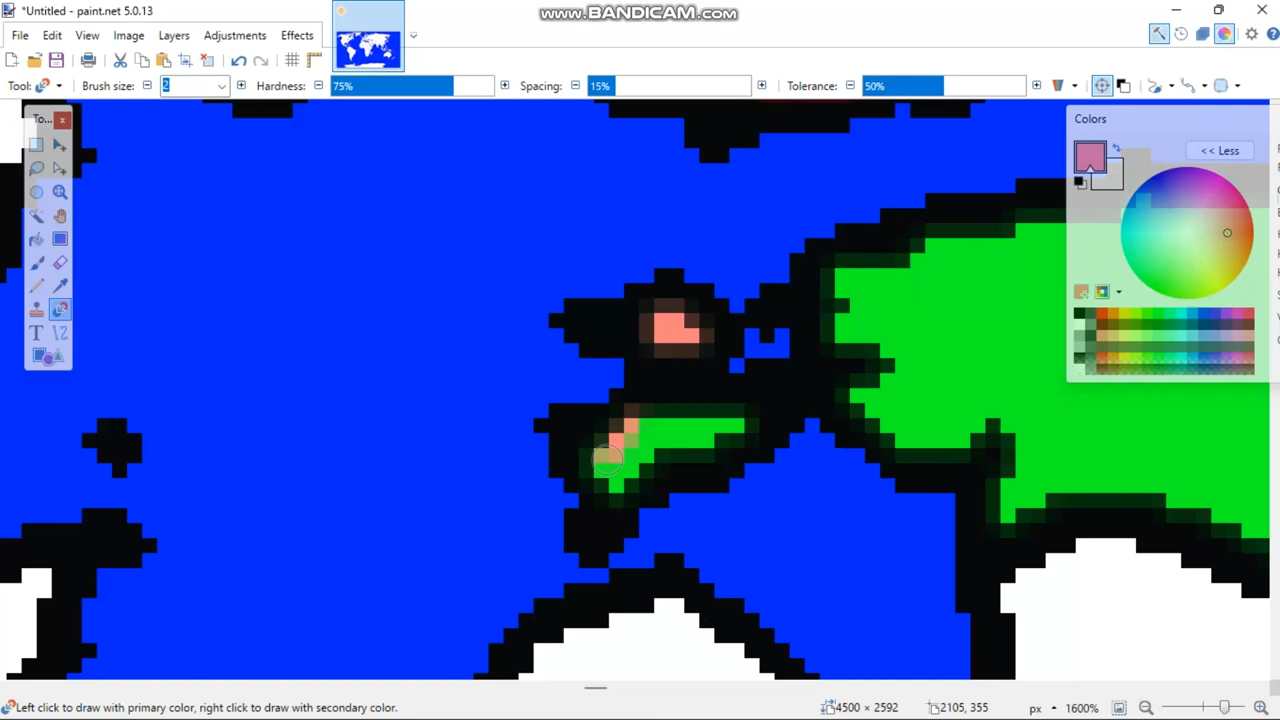 *Untitled - paint.net 5.0.13
www.BANDICAM.com
File Edit View Image Layers Adjustments Effects
Tool: Brush size: 2 Hardness: 75% Spacing: 15% Tolerance: 50%
To...
Colors
<< Less
T
Left click to draw with primary color, right click to draw with secondary color.
4500 × 2592
2105, 355
px
1600%